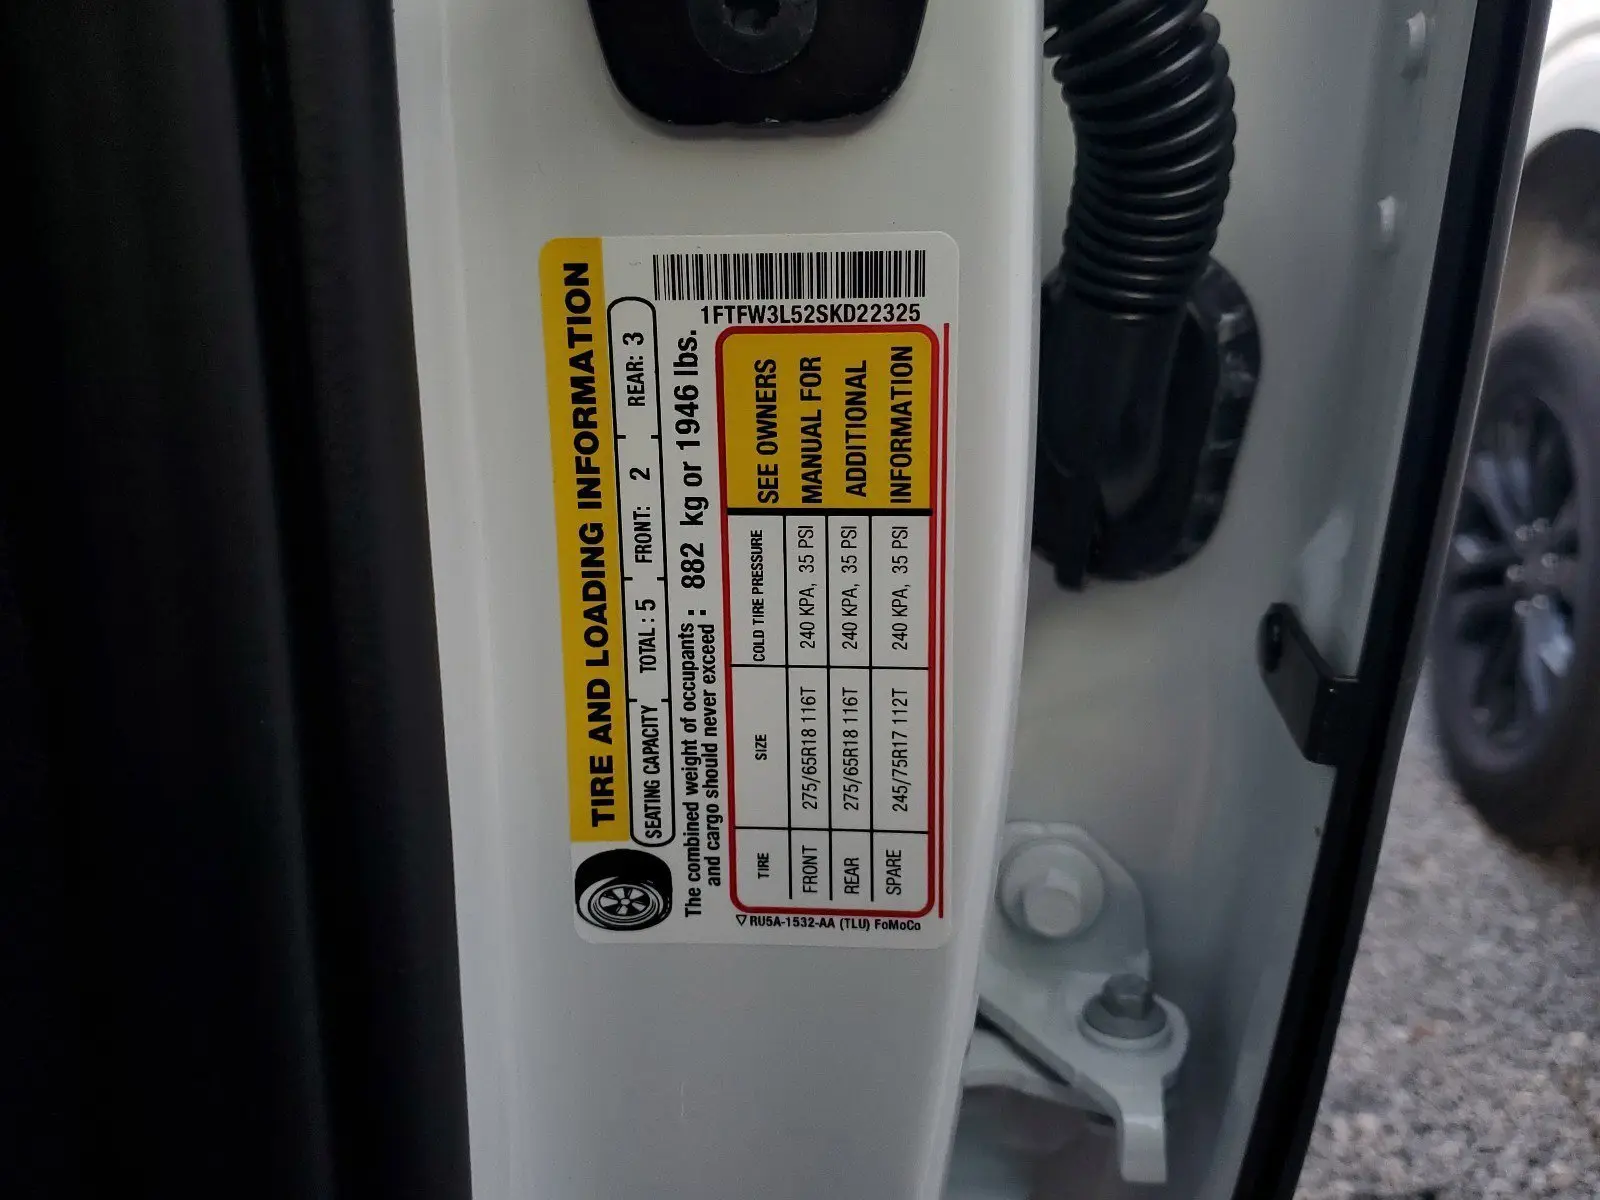 TIRE AND LOADING INFORMATION
SEATING CAPACITY TOTAL : 5 FRONT: 2 REAR: 3
The combined weight of occupants
and cargo should never exceed : 882 kg or 1946 lbs.
1FTFW3L52SKD22325
TIRE SIZE COLD TIRE PRESSURE
FRONT 275/65R18 116T 240 KPA, 35 PSI
REAR 275/65R18 116T 240 KPA, 35 PSI
SPARE 245/75R17 112T 240 KPA, 35 PSI
SEE OWNERS
MANUAL FOR
ADDITIONAL
INFORMATION
RU5A-1532-AA (TLU) FoMoCo